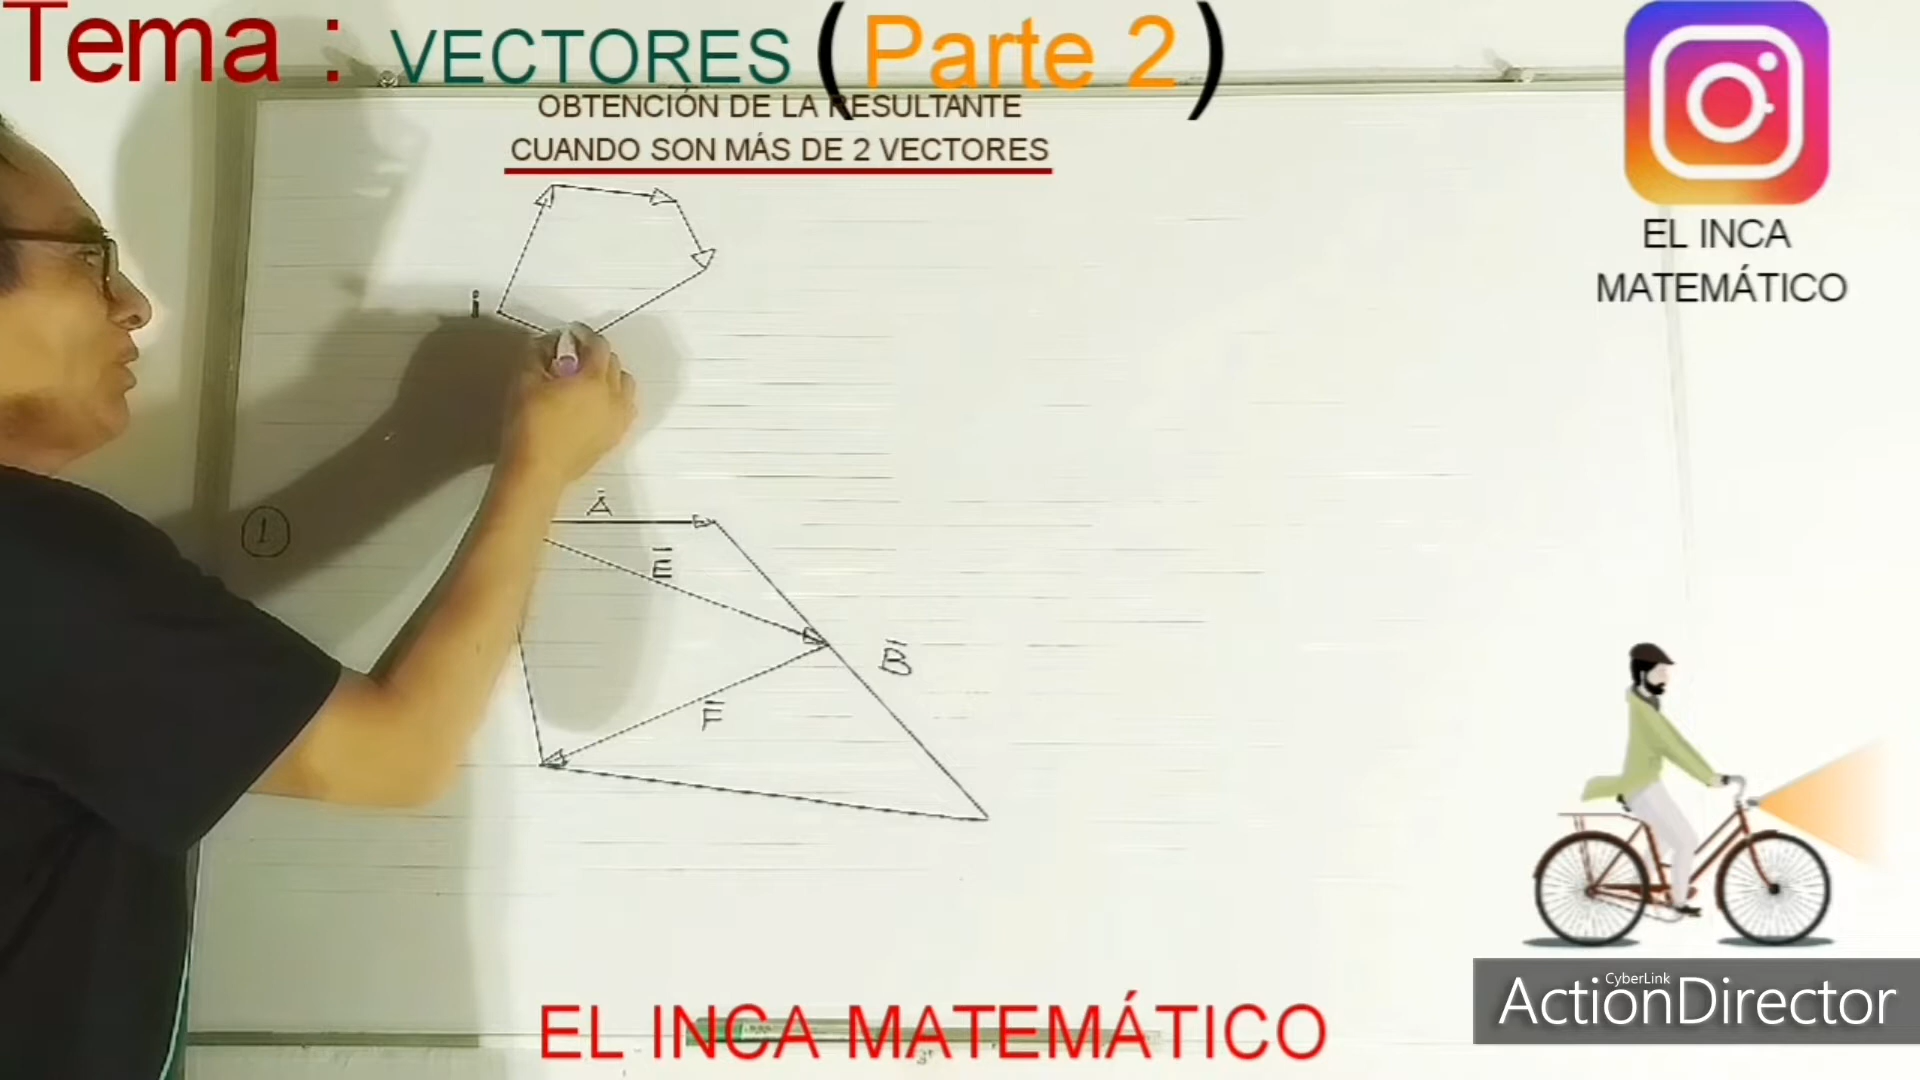 Tema : VECTORES (Parte 2)
OBTENCIÓN DE LA RESULTANTE
CUANDO SON MÁS DE 2 VECTORES
EL INCA
MATEMÁTICO
i
1
A
E
B
F
EL INCA MATEMÁTICO
CyberLink
ActionDirector